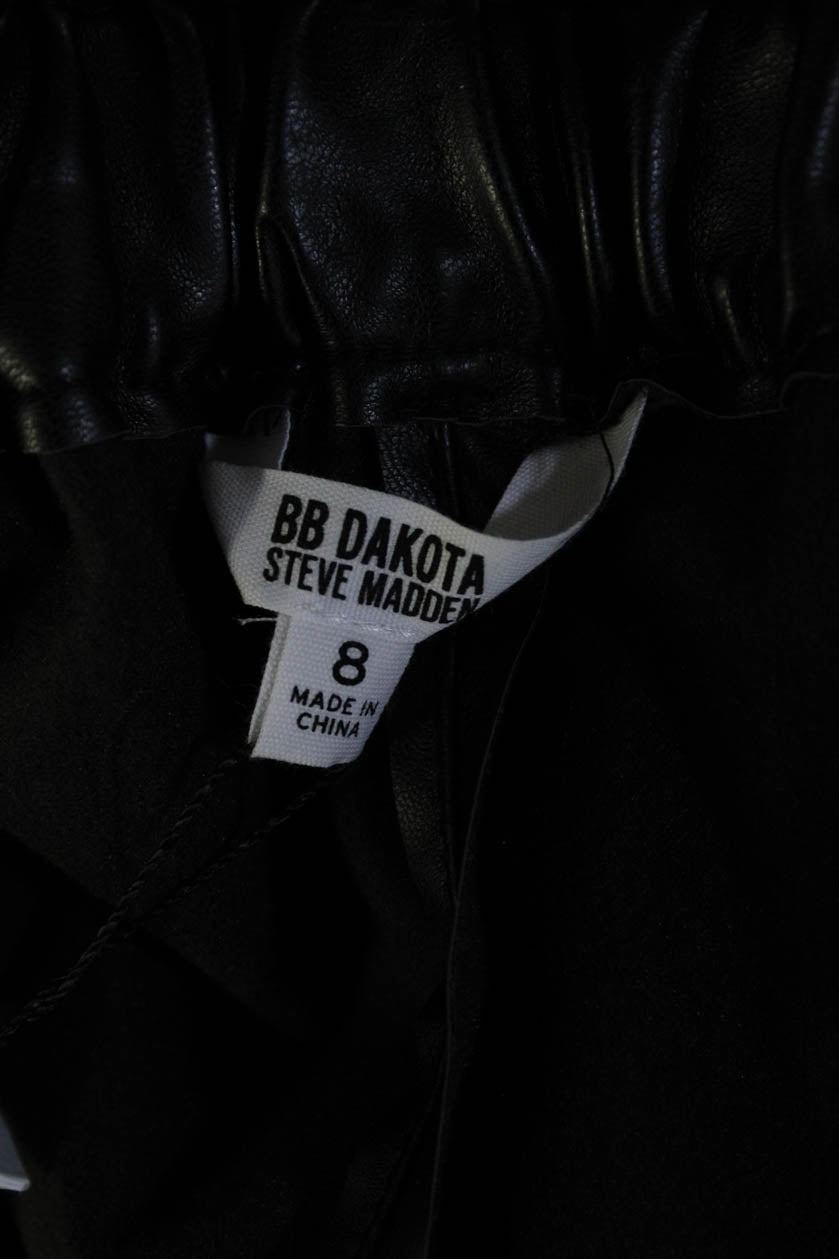 BB DAKOTA
STEVE MADDEN
8
MADE IN
CHINA